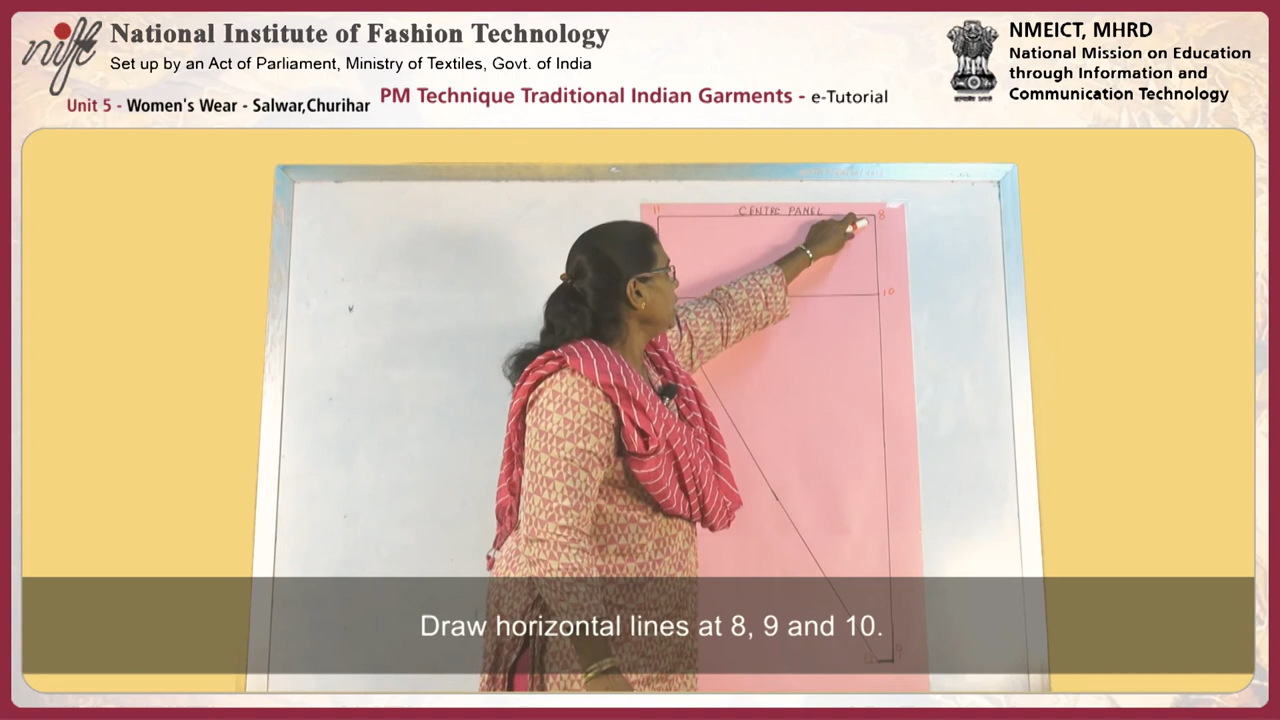 nift
National Institute of Fashion Technology
Set up by an Act of Parliament, Ministry of Textiles, Govt. of India
Unit 5 - Women's Wear - Salwar,Churihar
PM Technique Traditional Indian Garments - e-Tutorial
NMEICT, MHRD
National Mission on Education
through Information and
Communication Technology
11 CENTRE PANEL 8
10
9
Draw horizontal lines at 8, 9 and 10.